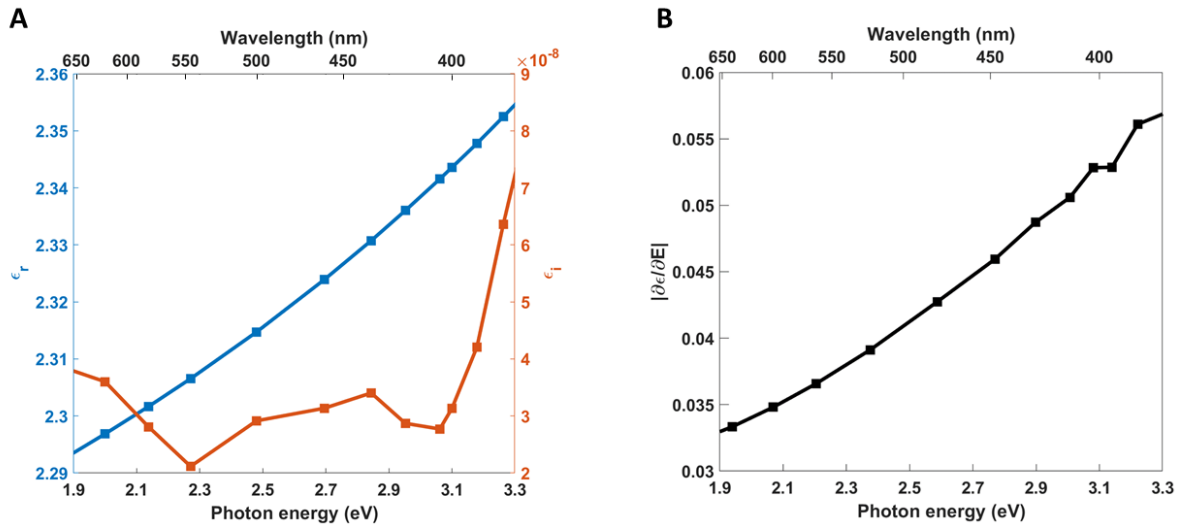 A
Wavelength (nm)
650 600 550 500 450 400
×10⁻⁸
2.36 9
2.35 8
2.34 7
2.33 6
ϵr ϵi
2.32 5
2.31 4
2.3 3
2.29 2
1.9 2.1 2.3 2.5 2.7 2.9 3.1 3.3
Photon energy (eV)
B
Wavelength (nm)
650 600 550 500 450 400
0.06
0.055
0.05
0.045
|∂ϵ/∂E|
0.04
0.035
0.03
1.9 2.1 2.3 2.5 2.7 2.9 3.1 3.3
Photon energy (eV)